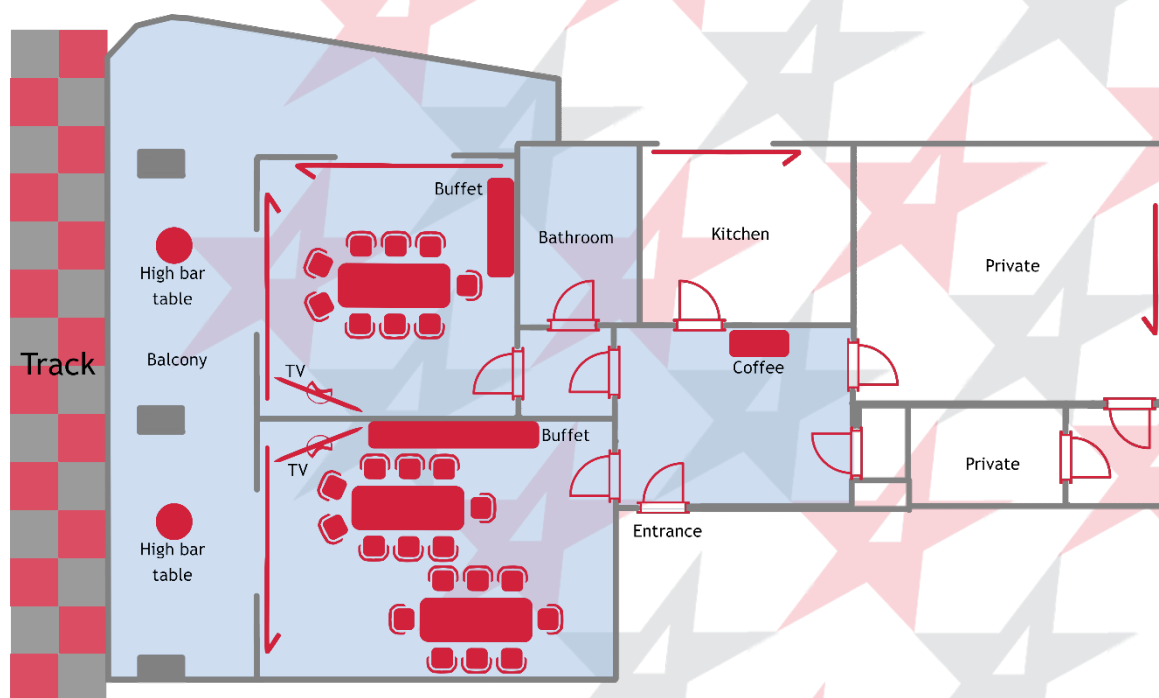 Buffet
Bathroom
Kitchen
Private
High bar
table
Track
Balcony
TV
Coffee
Buffet
TV
Private
Entrance
High bar
table